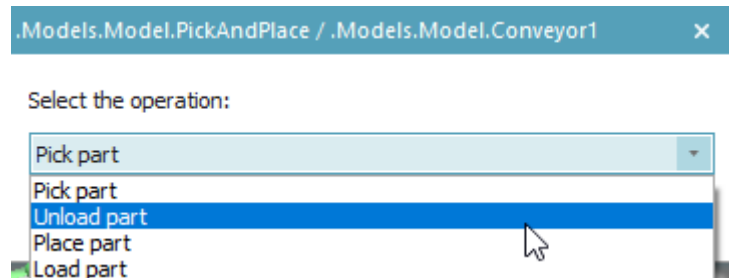 .Models.Model.PickAndPlace / .Models.Model.Conveyor1
Select the operation:
Pick part
Pick part
Unload part
Place part
Load part